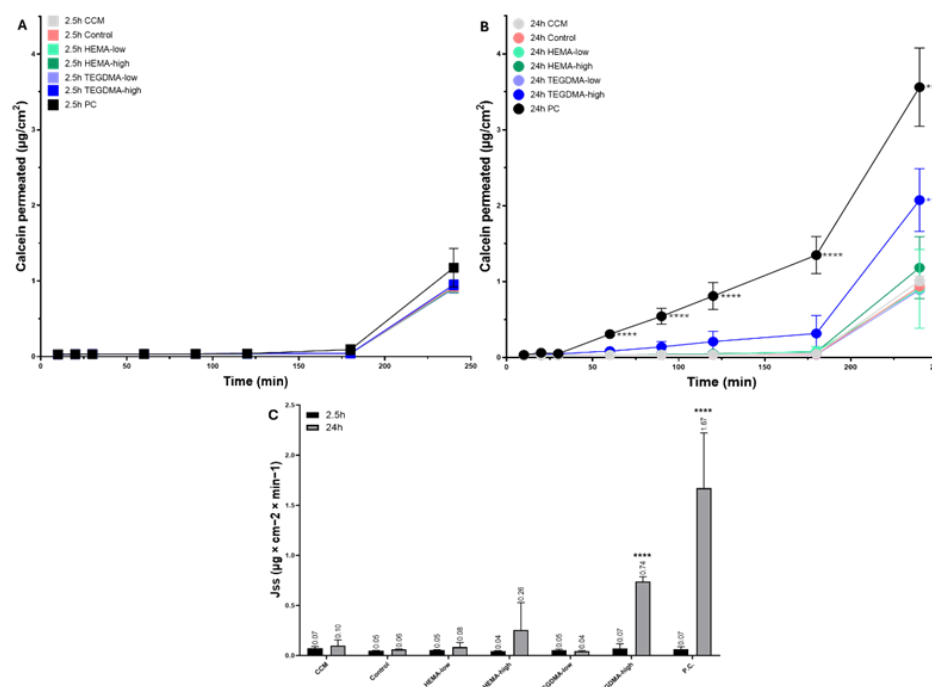 A
2.5h CCM
2.5h Control
2.5h HEMA-low
2.5h HEMA-high
2.5h TEGDMA-low
2.5h TEGDMA-high
2.5h PC
Calcein permeated (µg/cm²)
4
3
2
1
0
0 50 100 150 200 250
Time (min)
B
24h CCM
24h Control
24h HEMA-low
24h HEMA-high
24h TEGDMA-low
24h TEGDMA-high
24h PC
Calcein permeated (µg/cm²)
4
3
2
1
0
0 50 100 150 200
Time (min)
**** **** **** ****
C
2.5h
24h
Jss (µg × cm−2 × min−1)
2.5
2.0
1.5
1.0
0.5
0.0
0.07 0.10 0.05 0.06 0.05 0.08 0.04 0.26 0.05 0.04 0.07 0.74 0.07 1.67
**** ****
CCM Control HEMA-low HEMA-high TEGDMA-low P.C.